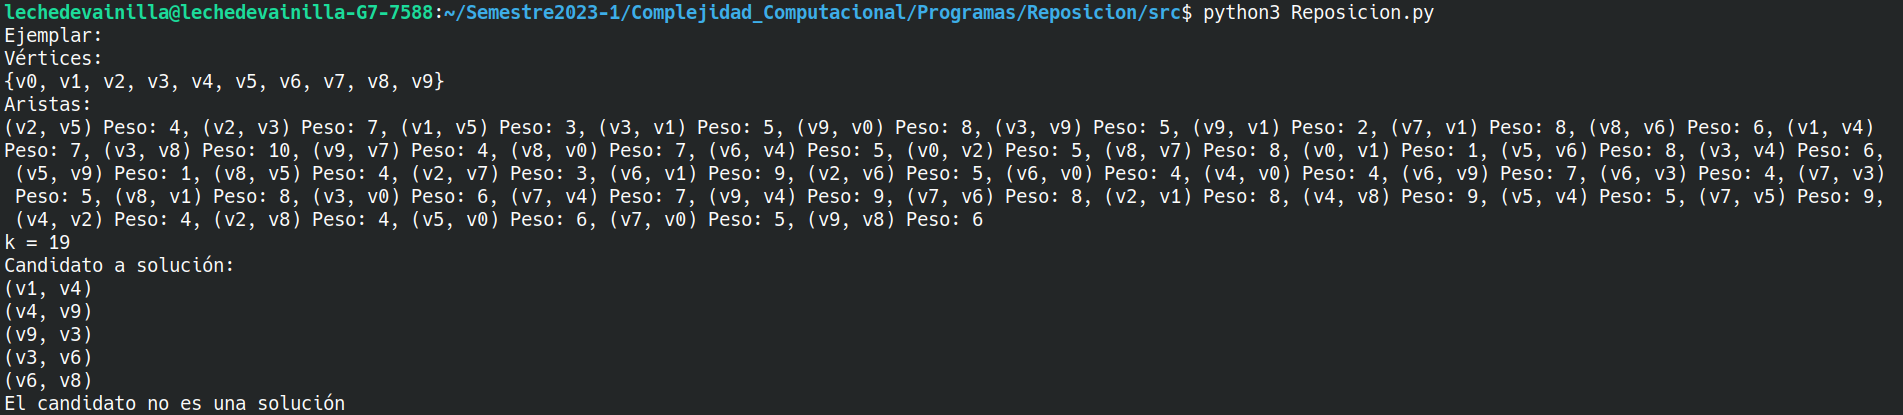 lechedevainilla@lechedevainilla-G7-7588:~/Semestre2023-1/Complejidad_Computacional/Programas/Reposicion/src$ python3 Reposicion.py
Ejemplar:
Vértices:
{v0, v1, v2, v3, v4, v5, v6, v7, v8, v9}
Aristas:
(v2, v5) Peso: 4, (v2, v3) Peso: 7, (v1, v5) Peso: 3, (v3, v1) Peso: 5, (v9, v0) Peso: 8, (v3, v9) Peso: 5, (v9, v1) Peso: 2, (v7, v1) Peso: 8, (v8, v6) Peso: 6, (v1, v4)
Peso: 7, (v3, v8) Peso: 10, (v9, v7) Peso: 4, (v8, v0) Peso: 7, (v6, v4) Peso: 5, (v0, v2) Peso: 5, (v8, v7) Peso: 8, (v0, v1) Peso: 1, (v5, v6) Peso: 8, (v3, v4) Peso: 6,
(v5, v9) Peso: 1, (v8, v5) Peso: 4, (v2, v7) Peso: 3, (v6, v1) Peso: 9, (v2, v6) Peso: 5, (v6, v0) Peso: 4, (v4, v0) Peso: 4, (v6, v9) Peso: 7, (v6, v3) Peso: 4, (v7, v3)
Peso: 5, (v8, v1) Peso: 8, (v3, v0) Peso: 6, (v7, v4) Peso: 7, (v9, v4) Peso: 9, (v7, v6) Peso: 8, (v2, v1) Peso: 8, (v4, v8) Peso: 9, (v5, v4) Peso: 5, (v7, v5) Peso: 9,
(v4, v2) Peso: 4, (v2, v8) Peso: 4, (v5, v0) Peso: 6, (v7, v0) Peso: 5, (v9, v8) Peso: 6
k = 19
Candidato a solución:
(v1, v4)
(v4, v9)
(v9, v3)
(v3, v6)
(v6, v8)
El candidato no es una solución